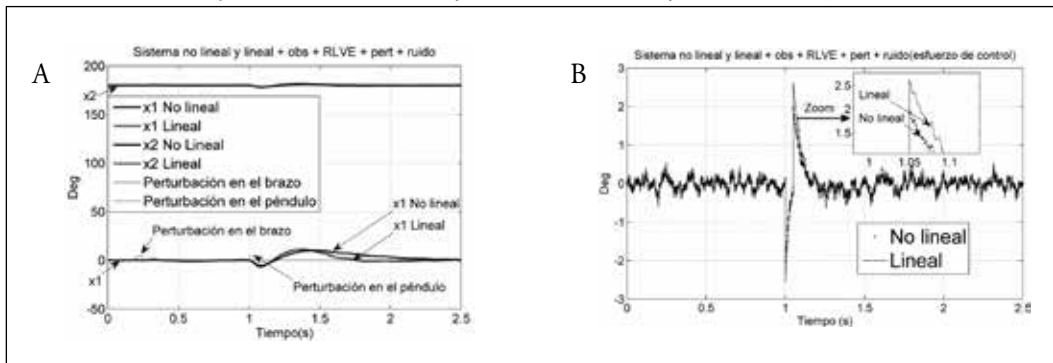 A
Sistema no lineal y lineal + obs + RLVE + pert + ruido
200
150
100
50
0
-50
Deg
x2
x1 No lineal
x1 Lineal
x2 No Lineal
x2 Lineal
Perturbación en el brazo
Perturbación en el péndulo
Perturbación en el brazo
x1 No lineal
x1 Lineal
x1
Perturbación en el péndulo
0 0.5 1 1.5 2 2.5
Tiempo(s)
B
Sistema no lineal y lineal + obs + RLVE + pert + ruido(esfuerzo de control)
3
2
1
0
-1
-2
-3
Deg
Zoom
2.5
2
1.5
Lineal
No lineal
1 1.05 1.1
No lineal
Lineal
0 0.5 1 1.5 2 2.5
Tiempo (s)